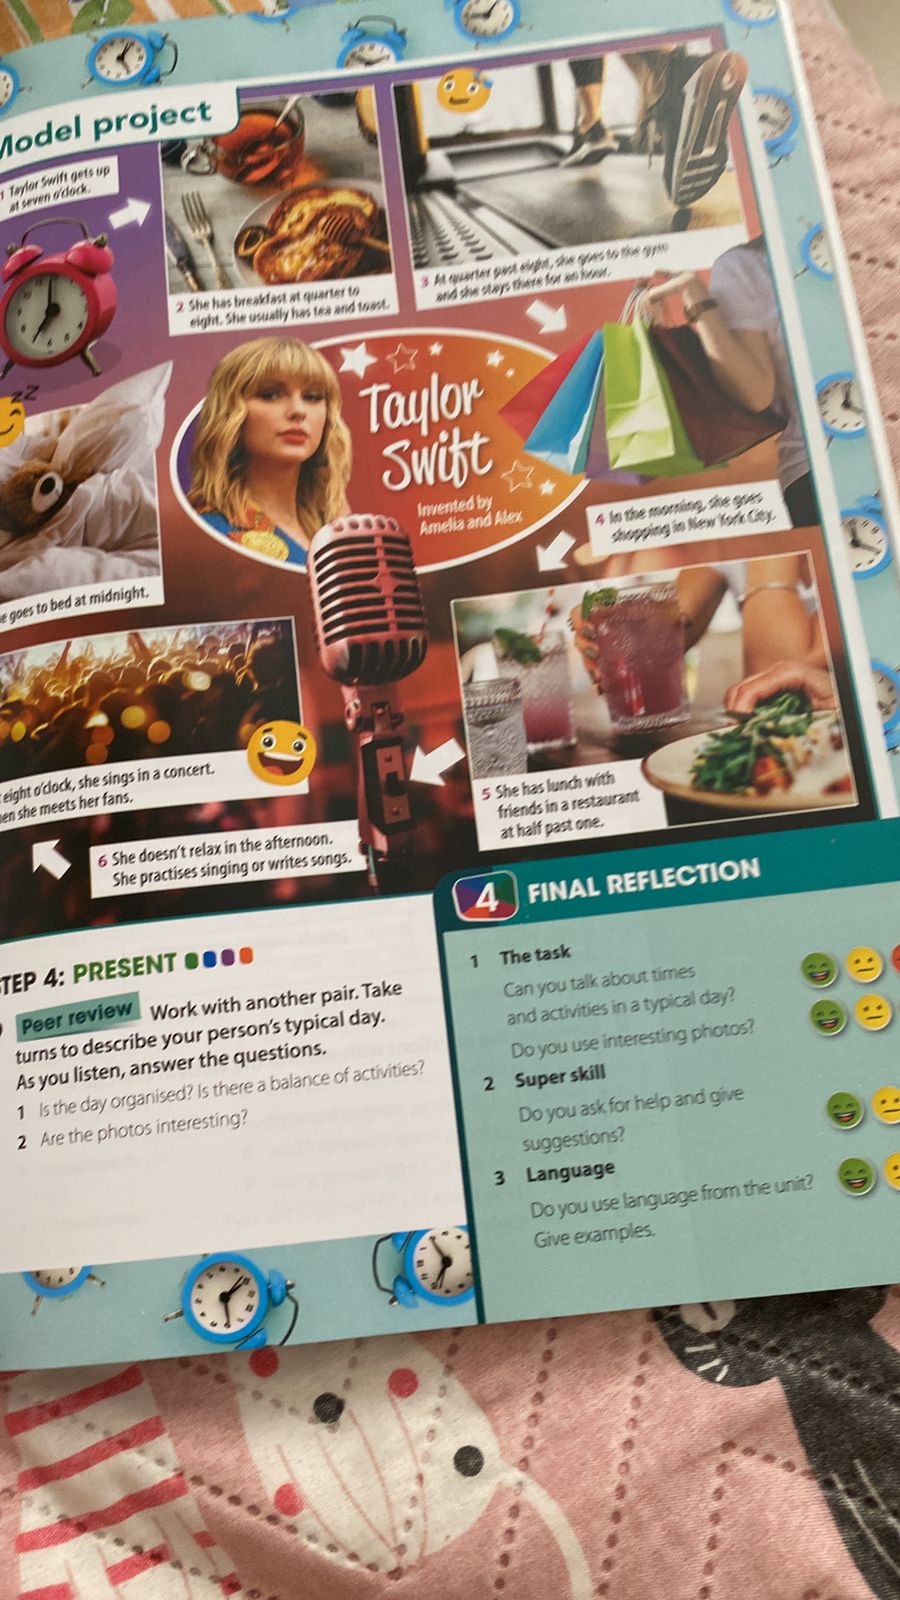 Model project
1 Taylor Swift gets up
at seven o'clock.
2 She has breakfast at quarter to
eight. She usually has tea and toast.
3 At quarter past eight, she goes to the gym
and she stays there for an hour.
Taylor
Swift
Invented by
Amelia and Alex
4 In the morning, she goes
shopping in New York City.
5 She has lunch with
friends in a restaurant
at half past one.
6 She doesn't relax in the afternoon.
She practises singing or writes songs.
eight o'clock, she sings in a concert.
she meets her fans.
zz
goes to bed at midnight.
STEP 4: PRESENT
Peer review Work with another pair. Take
turns to describe your person's typical day.
As you listen, answer the questions.
1 Is the day organised? Is there a balance of activities?
2 Are the photos interesting?
4 FINAL REFLECTION
1 The task
Can you talk about times
and activities in a typical day?
Do you use interesting photos?
2 Super skill
Do you ask for help and give
suggestions?
3 Language
Do you use language from the unit?
Give examples.